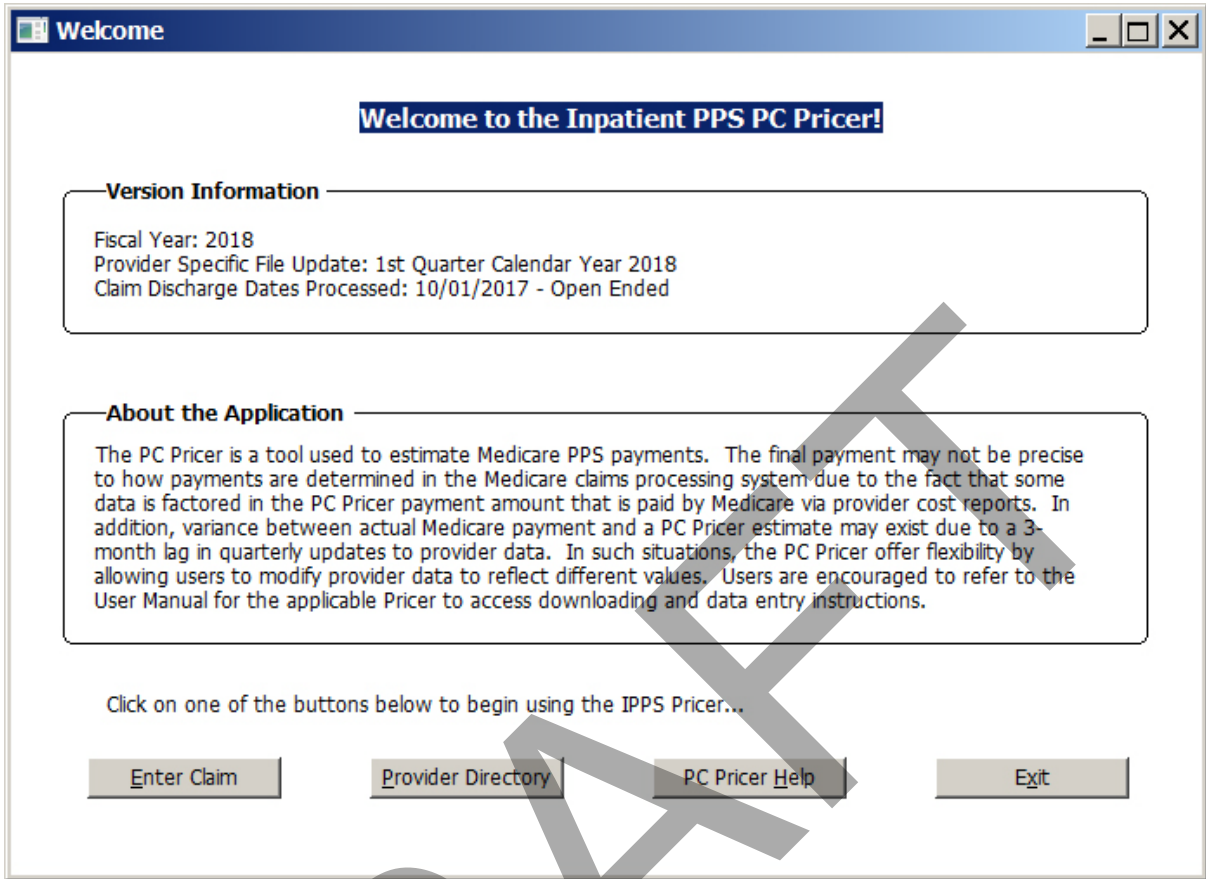 Welcome
Welcome to the Inpatient PPS PC Pricer!
Version Information
Fiscal Year: 2018
Provider Specific File Update: 1st Quarter Calendar Year 2018
Claim Discharge Dates Processed: 10/01/2017 - Open Ended
About the Application
The PC Pricer is a tool used to estimate Medicare PPS payments.  The final payment may not be precise
to how payments are determined in the Medicare claims processing system due to the fact that some
data is factored in the PC Pricer payment amount that is paid by Medicare via provider cost reports.  In
addition, variance between actual Medicare payment and a PC Pricer estimate may exist due to a 3-
month lag in quarterly updates to provider data.  In such situations, the PC Pricer offer flexibility by
allowing users to modify provider data to reflect different values.  Users are encouraged to refer to the
User Manual for the applicable Pricer to access downloading and data entry instructions.
Click on one of the buttons below to begin using the IPPS Pricer...
Enter Claim
Provider Directory
PC Pricer Help
Exit